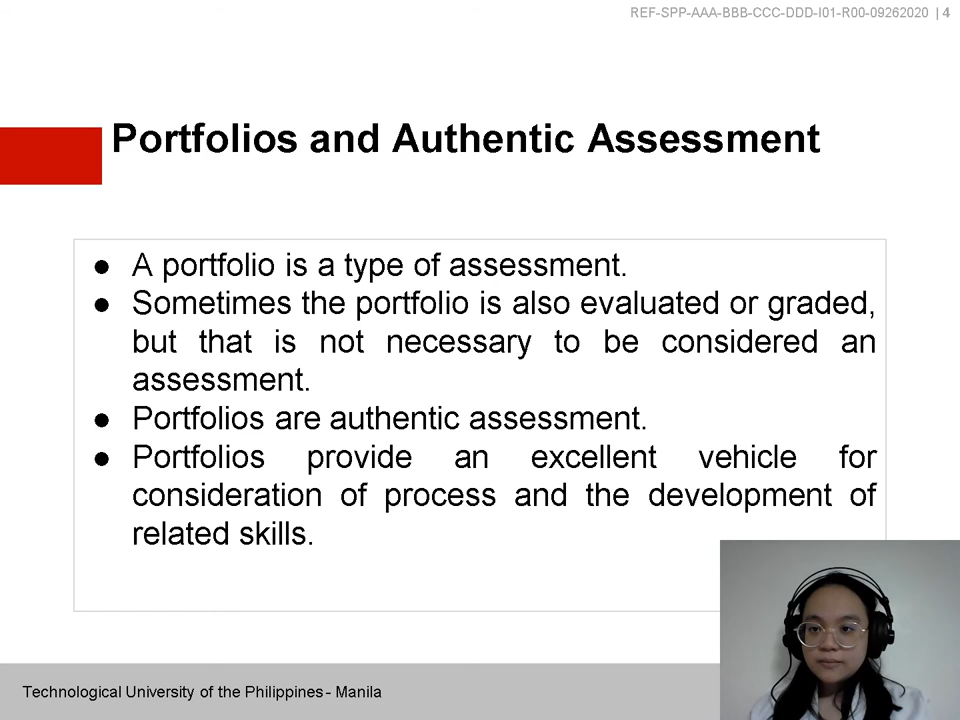 REF-SPP-AAA-BBB-CCC-DDD-I01-R00-09262020 | 4
Portfolios and Authentic Assessment
● A portfolio is a type of assessment.
● Sometimes the portfolio is also evaluated or graded,
but that is not necessary to be considered an
assessment.
● Portfolios are authentic assessment.
● Portfolios provide an excellent vehicle for
consideration of process and the development of
related skills.
Technological University of the Philippines - Manila